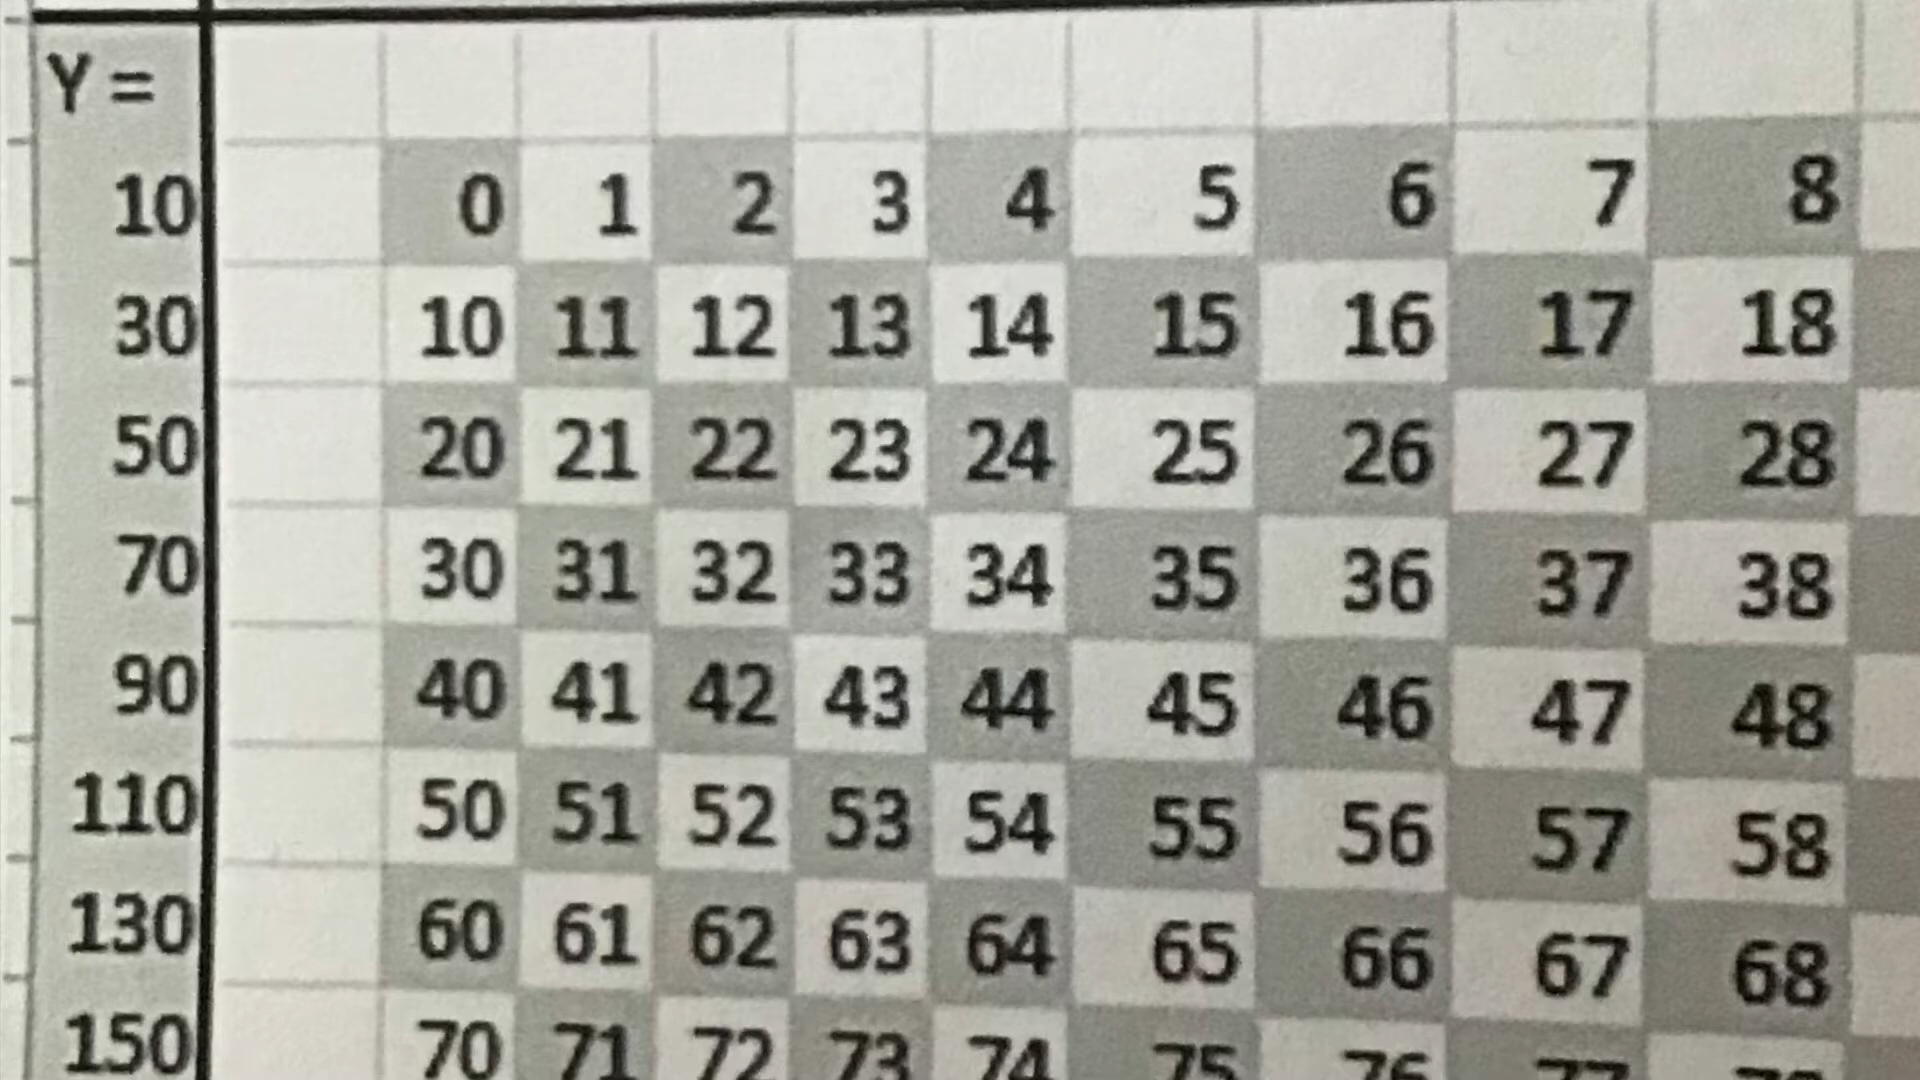 Y =
10 0 1 2 3 4 5 6 7 8
30 10 11 12 13 14 15 16 17 18
50 20 21 22 23 24 25 26 27 28
70 30 31 32 33 34 35 36 37 38
90 40 41 42 43 44 45 46 47 48
110 50 51 52 53 54 55 56 57 58
130 60 61 62 63 64 65 66 67 68
150 70 71 72 73 74 75 76 77 78